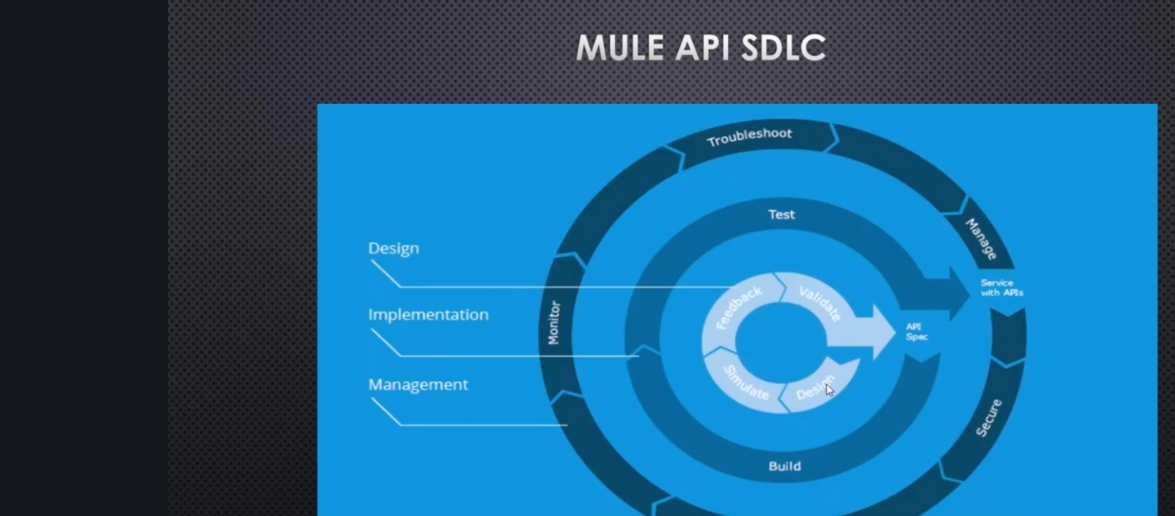 MULE API SDLC
Troubleshoot
Manage
Test
Design
Service
with APIs
Feedback
Validate
Implementation
Monitor
API
Spec
Management
Simulate
Design
Secure
Build